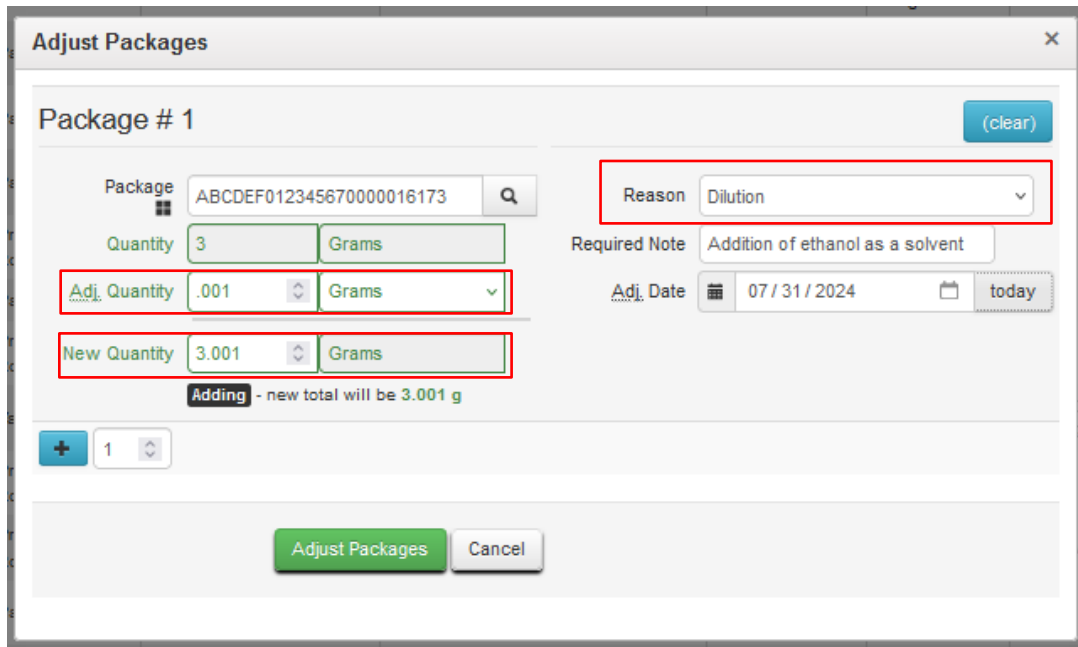 Adjust Packages ×
Package # 1 (clear)
Package ABCDEF012345670000016173
Quantity 3 Grams
Adj. Quantity .001 Grams
New Quantity 3.001 Grams
Adding - new total will be 3.001 g
Reason Dilution
Required Note Addition of ethanol as a solvent
Adj. Date 07/31/2024 today
+ 1
Adjust Packages Cancel